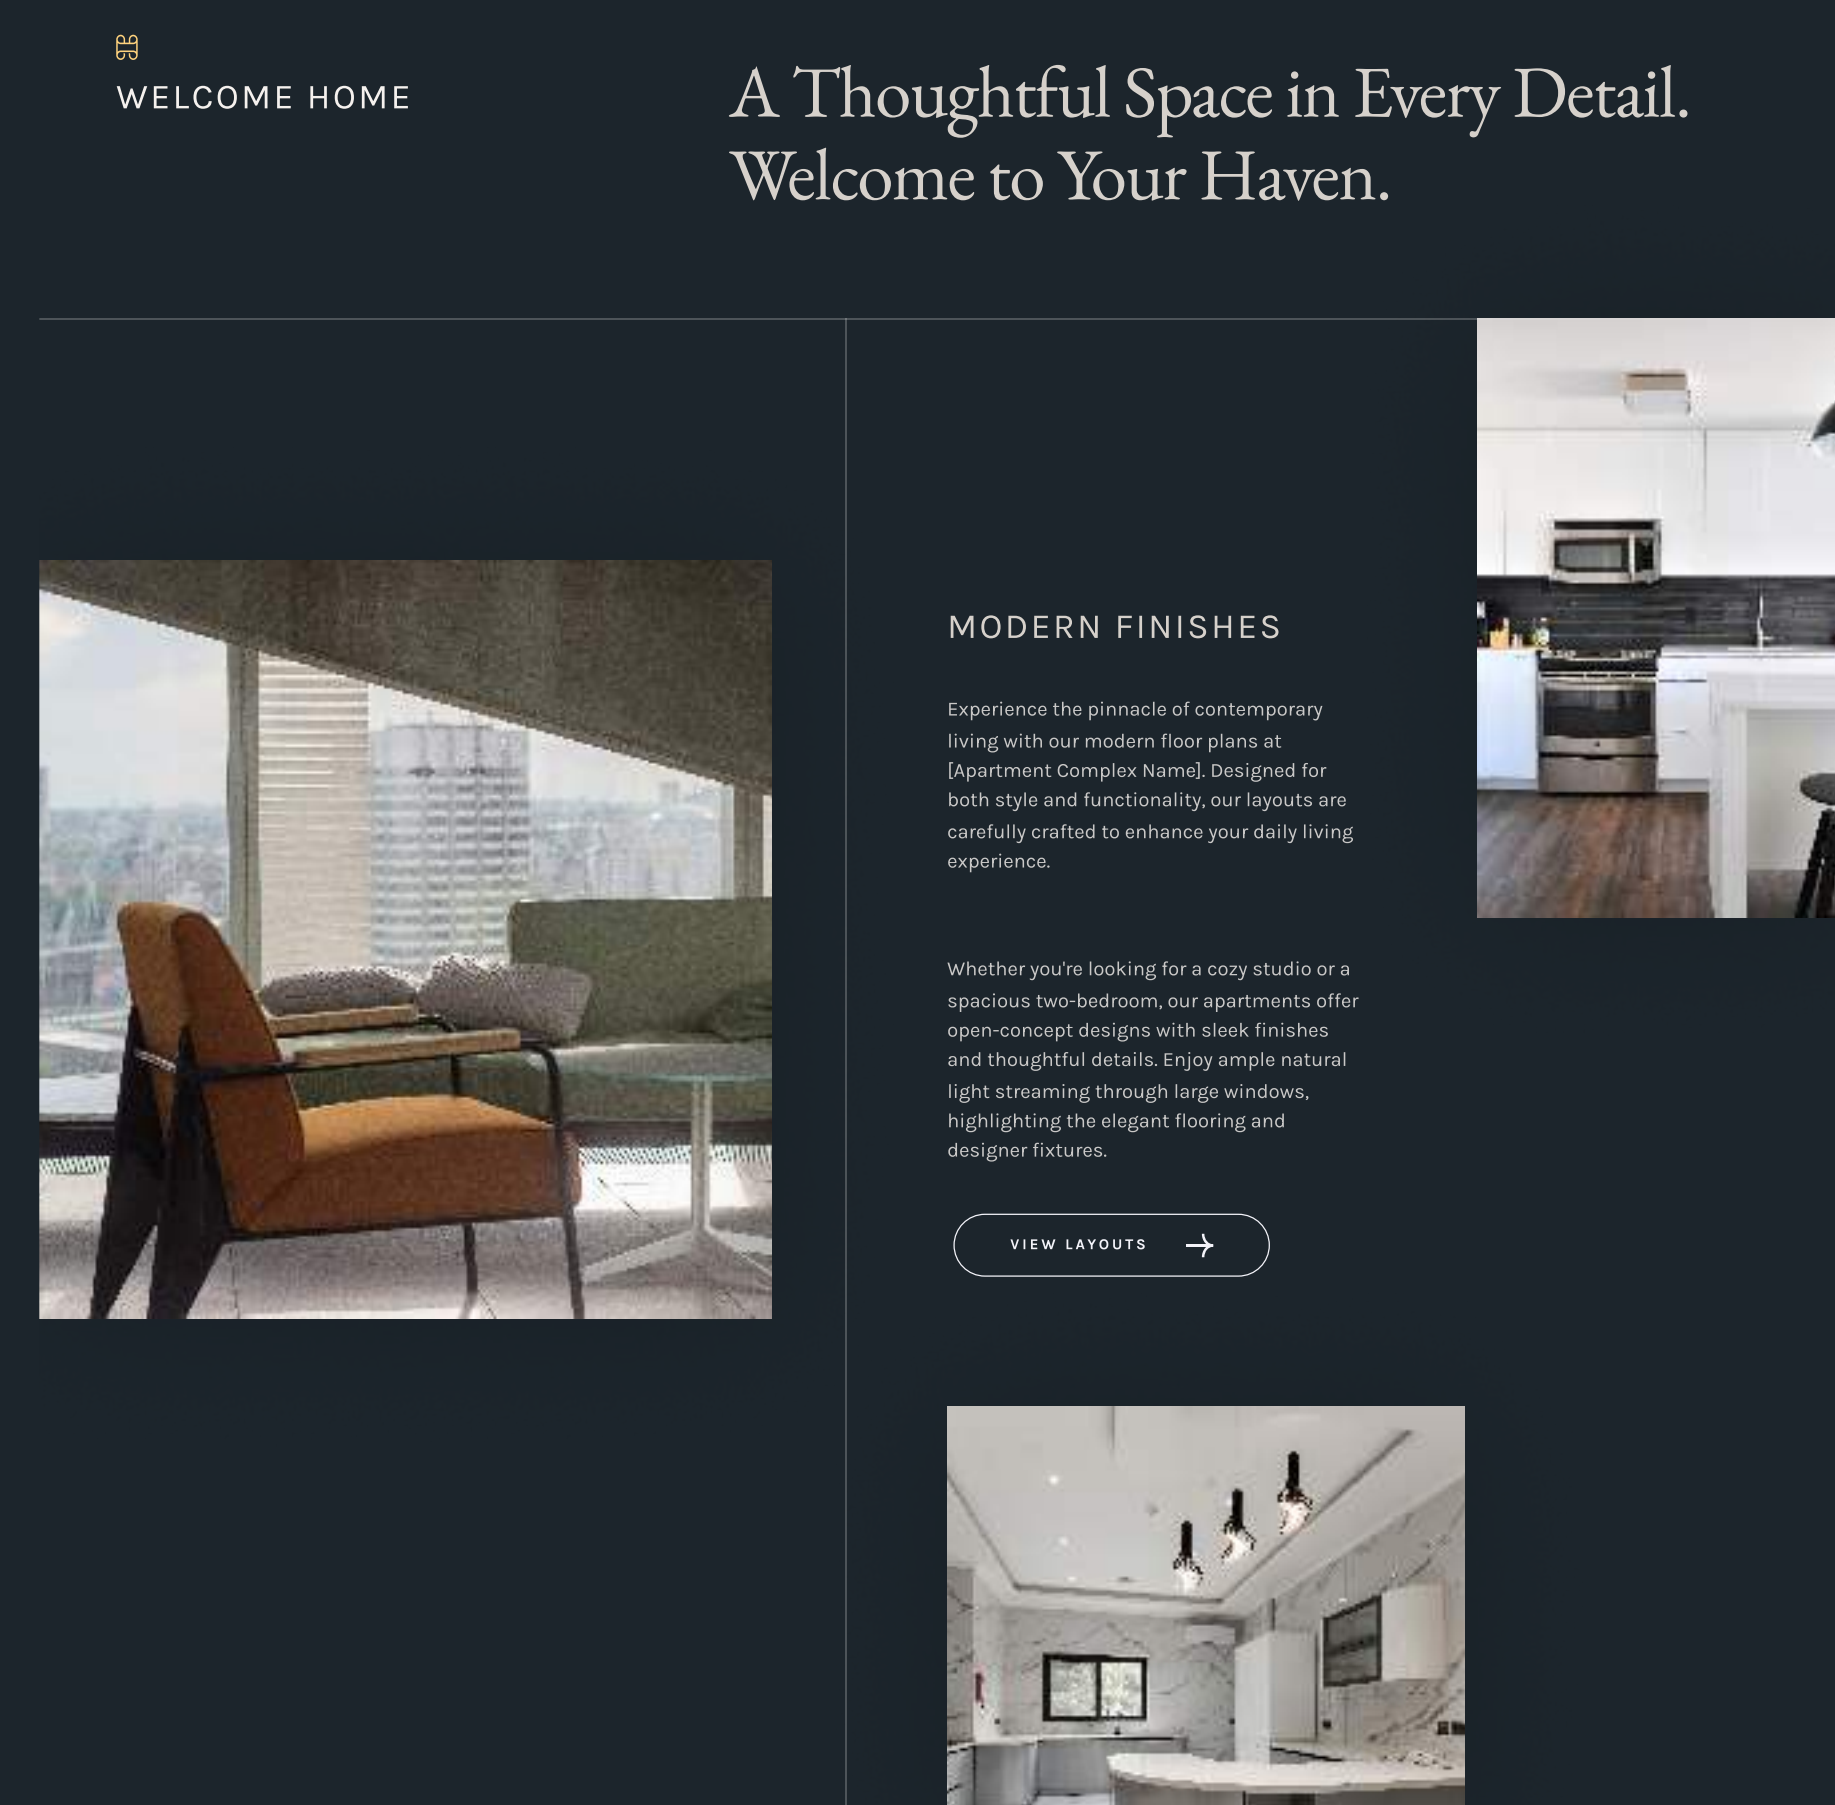 WELCOME HOME
A Thoughtful Space in Every Detail.
Welcome to Your Haven.
MODERN FINISHES
Experience the pinnacle of contemporary
living with our modern floor plans at
[Apartment Complex Name]. Designed for
both style and functionality, our layouts are
carefully crafted to enhance your daily living
experience.
Whether you're looking for a cozy studio or a
spacious two-bedroom, our apartments offer
open-concept designs with sleek finishes
and thoughtful details. Enjoy ample natural
light streaming through large windows,
highlighting the elegant flooring and
designer fixtures.
VIEW LAYOUTS